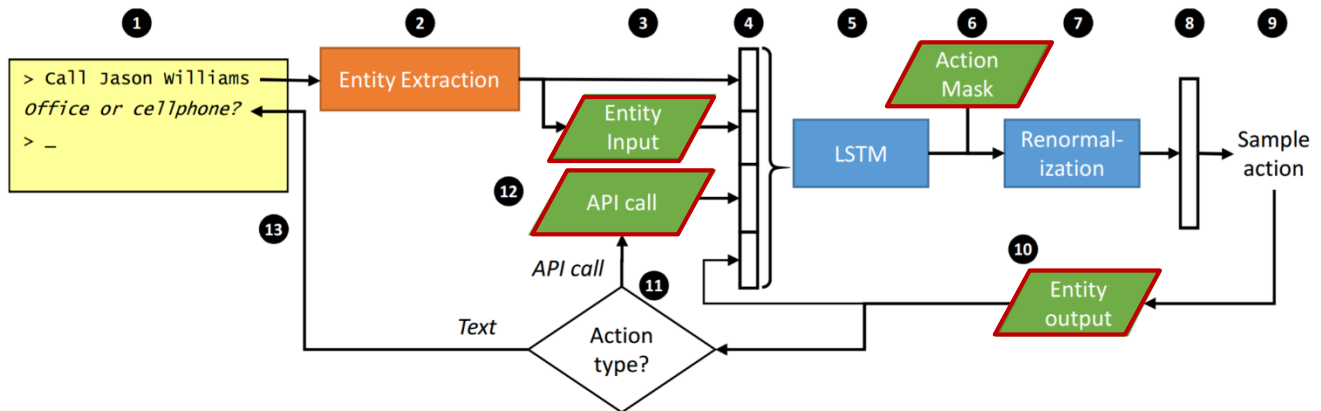 1 2 3 4 5 6 7 8 9
> Call Jason Williams
Office or cellphone?
> _
Entity Extraction
Entity
Input
12
API call
LSTM
Action
Mask
Renormal-
ization
Sample
action
13
API call
11
Text
Action
type?
10
Entity
output